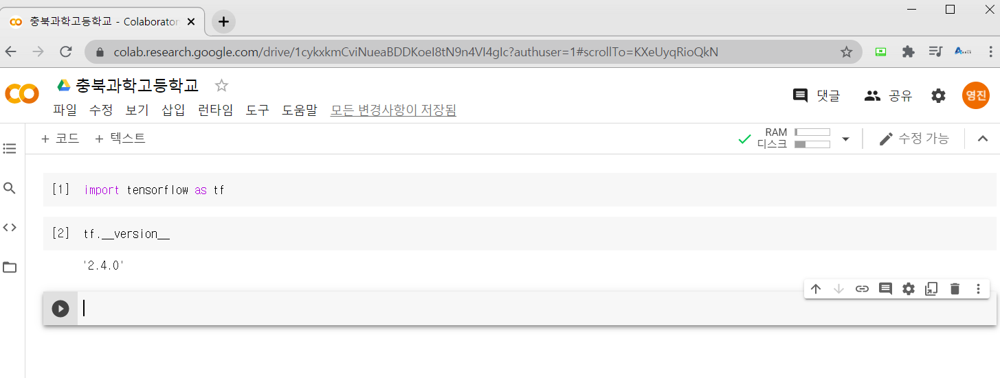 충북과학고등학교 - Colaborator
colab.research.google.com/drive/1cykxkmCviNueaBDDKoeI8tN9n4VI4gIc?authuser=1#scrollTo=KXeUyqRioQkN
충북과학고등학교
댓글 공유 영진
파일 수정 보기 삽입 런타임 도구 도움말 모든 변경사항이 저장됨
+ 코드 + 텍스트
RAM
디스크
수정 가능
[1] import tensorflow as tf
[2] tf.__version__
'2.4.0'